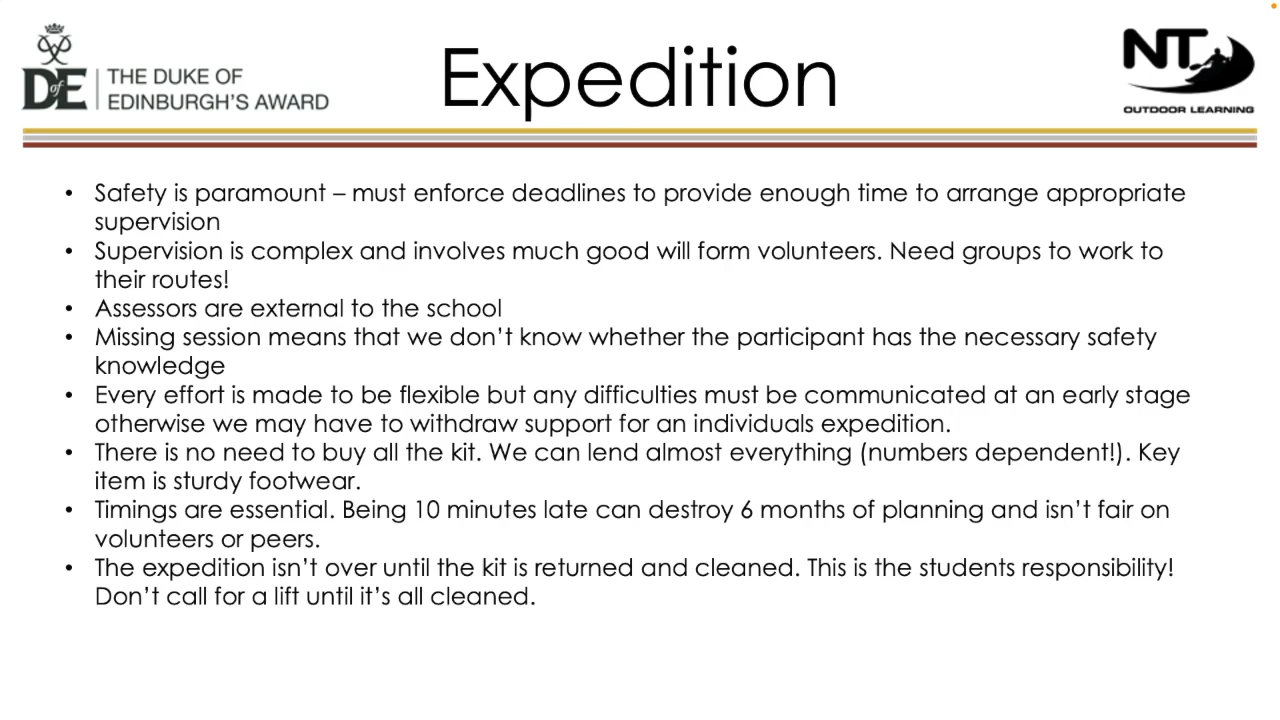 DofE
THE DUKE OF
EDINBURGH'S AWARD
Expedition
NT
OUTDOOR LEARNING
• Safety is paramount – must enforce deadlines to provide enough time to arrange appropriate
supervision
• Supervision is complex and involves much good will form volunteers. Need groups to work to
their routes!
• Assessors are external to the school
• Missing session means that we don't know whether the participant has the necessary safety
knowledge
• Every effort is made to be flexible but any difficulties must be communicated at an early stage
otherwise we may have to withdraw support for an individuals expedition.
• There is no need to buy all the kit. We can lend almost everything (numbers dependent!). Key
item is sturdy footwear.
• Timings are essential. Being 10 minutes late can destroy 6 months of planning and isn't fair on
volunteers or peers.
• The expedition isn't over until the kit is returned and cleaned. This is the students responsibility!
Don't call for a lift until it's all cleaned.